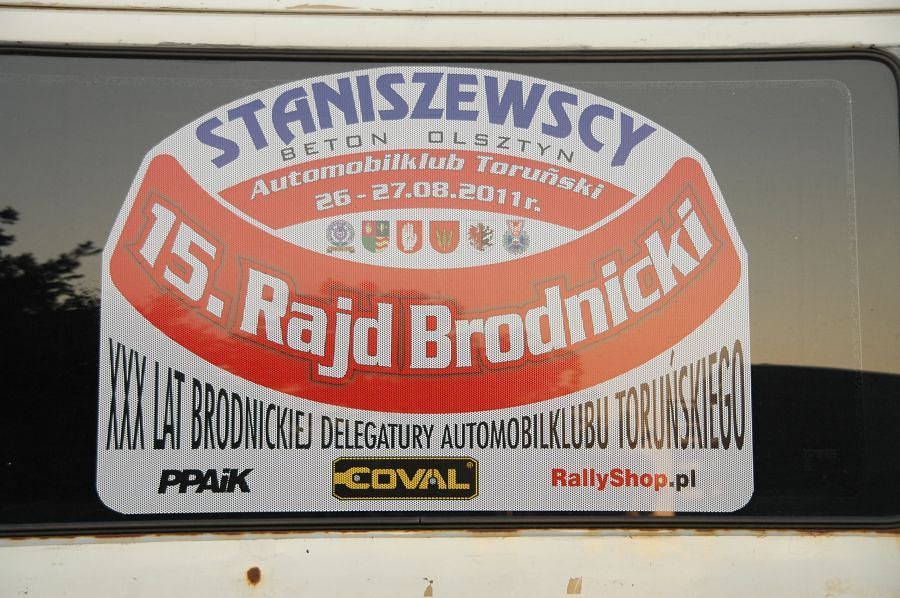 STANISZEWSCY
BETON OLSZTYN
Automobilklub Toruński
26 - 27.08.2011r.
15. Rajd Brodnicki
XXX LAT BRODNICKIEJ DELEGATURY AUTOMOBILKLUBU TORUŃSKIEGO
PPAiK
COVAL®
RallyShop.pl